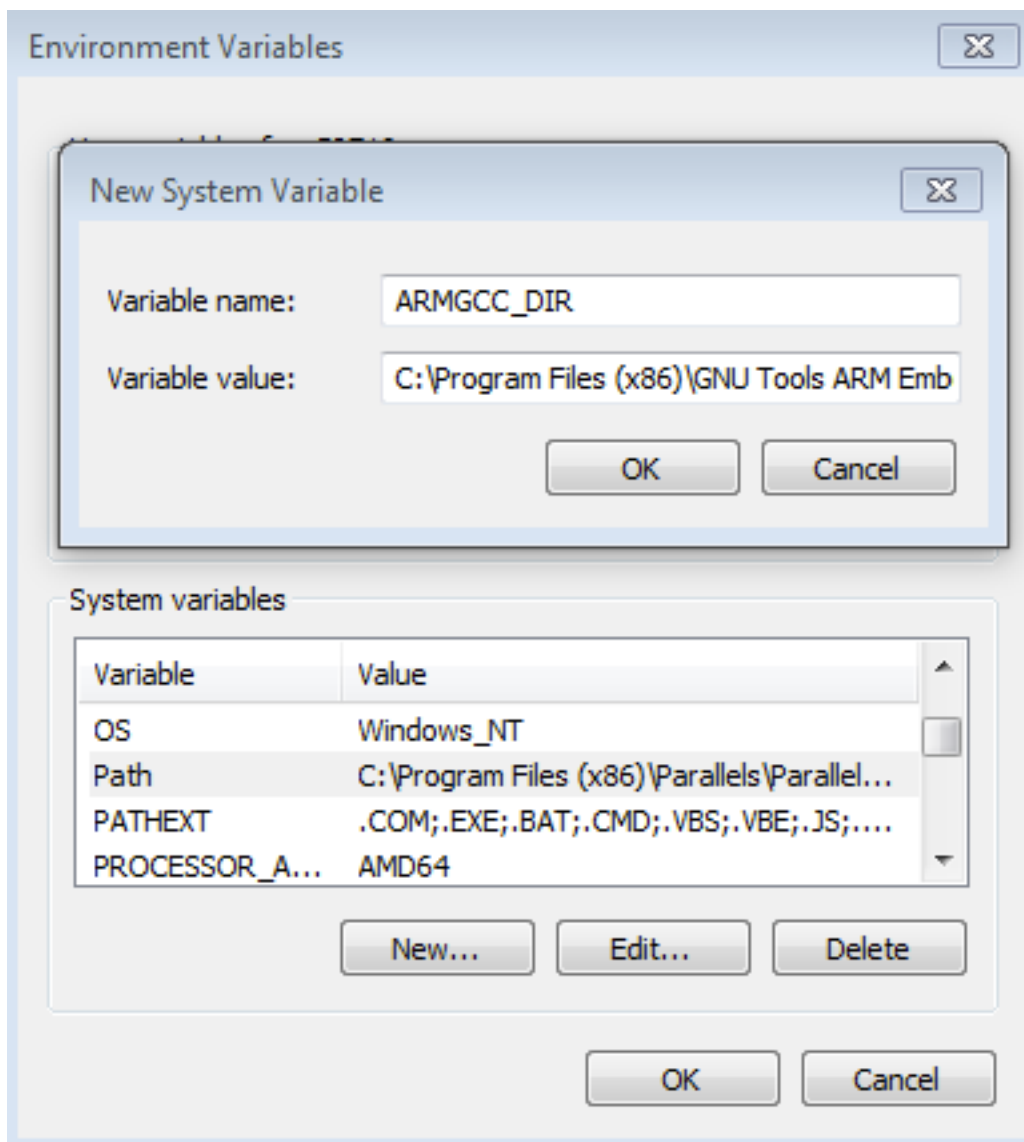 Environment Variables
New System Variable
Variable name: ARMGCC_DIR
Variable value: C:\Program Files (x86)\GNU Tools ARM Emb
OK Cancel
System variables
Variable Value
OS Windows_NT
Path C:\Program Files (x86)\Parallels\Parallel...
PATHEXT .COM;.EXE;.BAT;.CMD;.VBS;.VBE;.JS;....
PROCESSOR_A... AMD64
New... Edit... Delete
OK Cancel